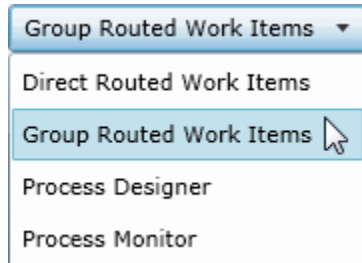 Group Routed Work Items
Direct Routed Work Items
Group Routed Work Items
Process Designer
Process Monitor